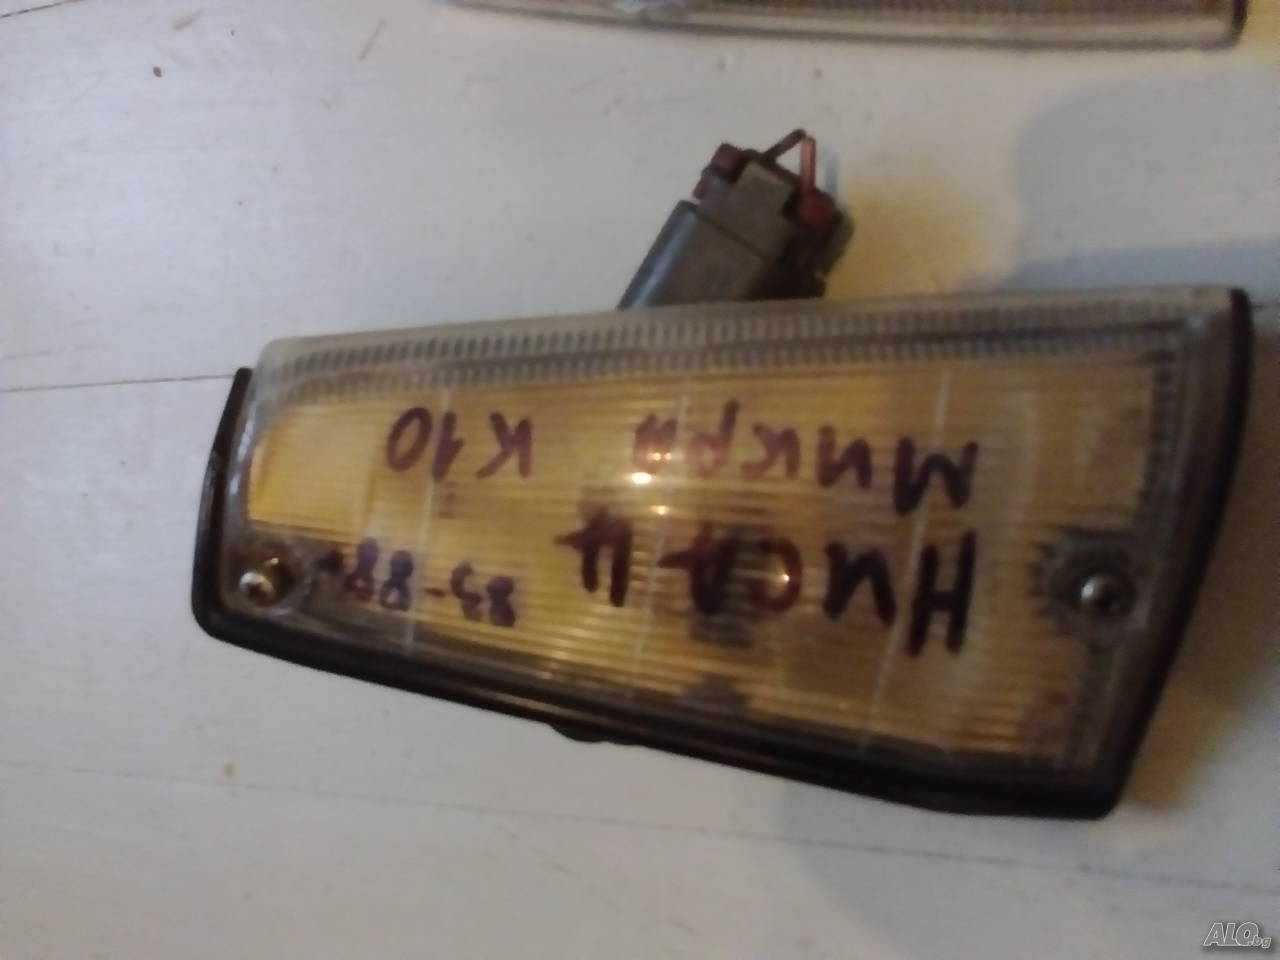 НИСАН 83-88г
Микра К10
ALO.bg